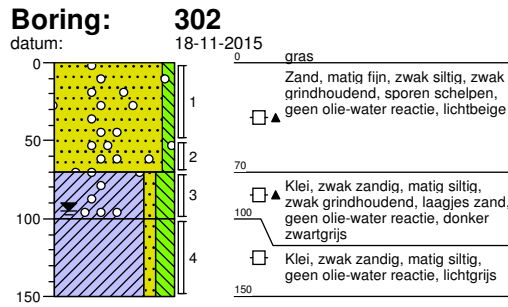 Boring: 302
datum: 18-11-2015
0
50
100
150
1
2
3
4
0 gras
Zand, matig fijn, zwak siltig, zwak
grindhoudend, sporen schelpen,
geen olie-water reactie, lichtbeige
70
Klei, zwak zandig, matig siltig,
zwak grindhoudend, laagjes zand,
geen olie-water reactie, donker
zwartgrijs
100
Klei, zwak zandig, matig siltig,
geen olie-water reactie, lichtgrijs
150